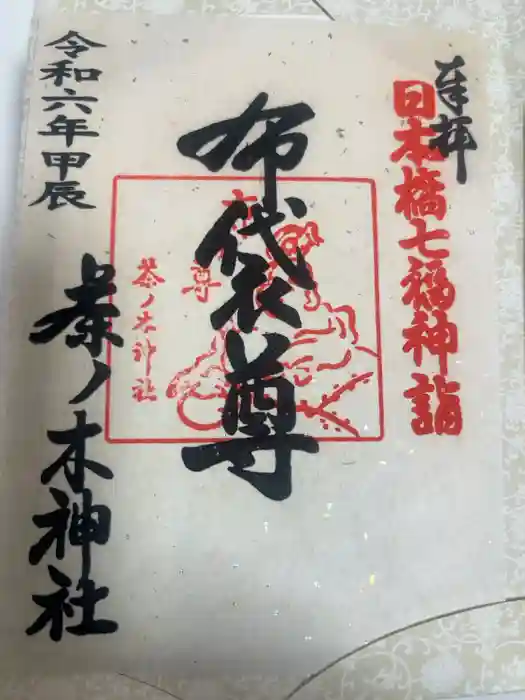 奉拝
日本橋七福神詣
布袋尊
尊
茶ノ木神社
令和六年甲辰
茶ノ木神社